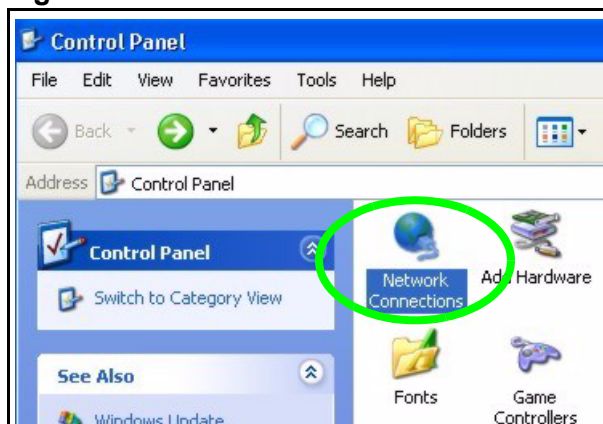 Control Panel
File Edit View Favorites Tools Help
Back Search Folders
Address Control Panel
Control Panel
Switch to Category View
See Also
Windows Update
Network Connections
Add Hardware
Fonts
Game Controllers